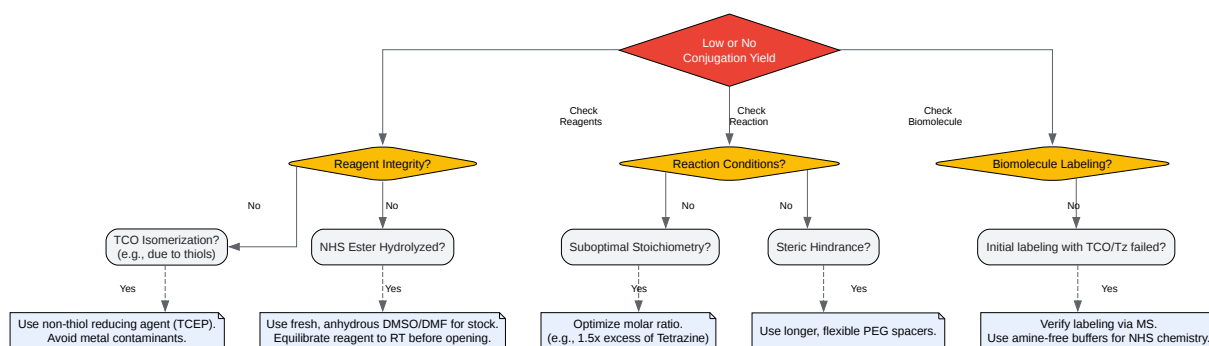 Low or No
Conjugation Yield
Check
Reagents
Check
Reaction
Check
Biomolecule
Reagent Integrity?
Reaction Conditions?
Biomolecule Labeling?
No
No
No
No
No
TCO Isomerization?
(e.g., due to thiols)
NHS Ester Hydrolyzed?
Suboptimal Stoichiometry?
Steric Hindrance?
Initial labeling with TCO/Tz failed?
Yes
Yes
Yes
Yes
Yes
Use non-thiol reducing agent (TCEP).
Avoid metal contaminants.
Use fresh, anhydrous DMSO/DMF for stock.
Equilibrate reagent to RT before opening.
Optimize molar ratio.
(e.g., 1.5x excess of Tetrazine)
Use longer, flexible PEG spacers.
Verify labeling via MS.
Use amine-free buffers for NHS chemistry.